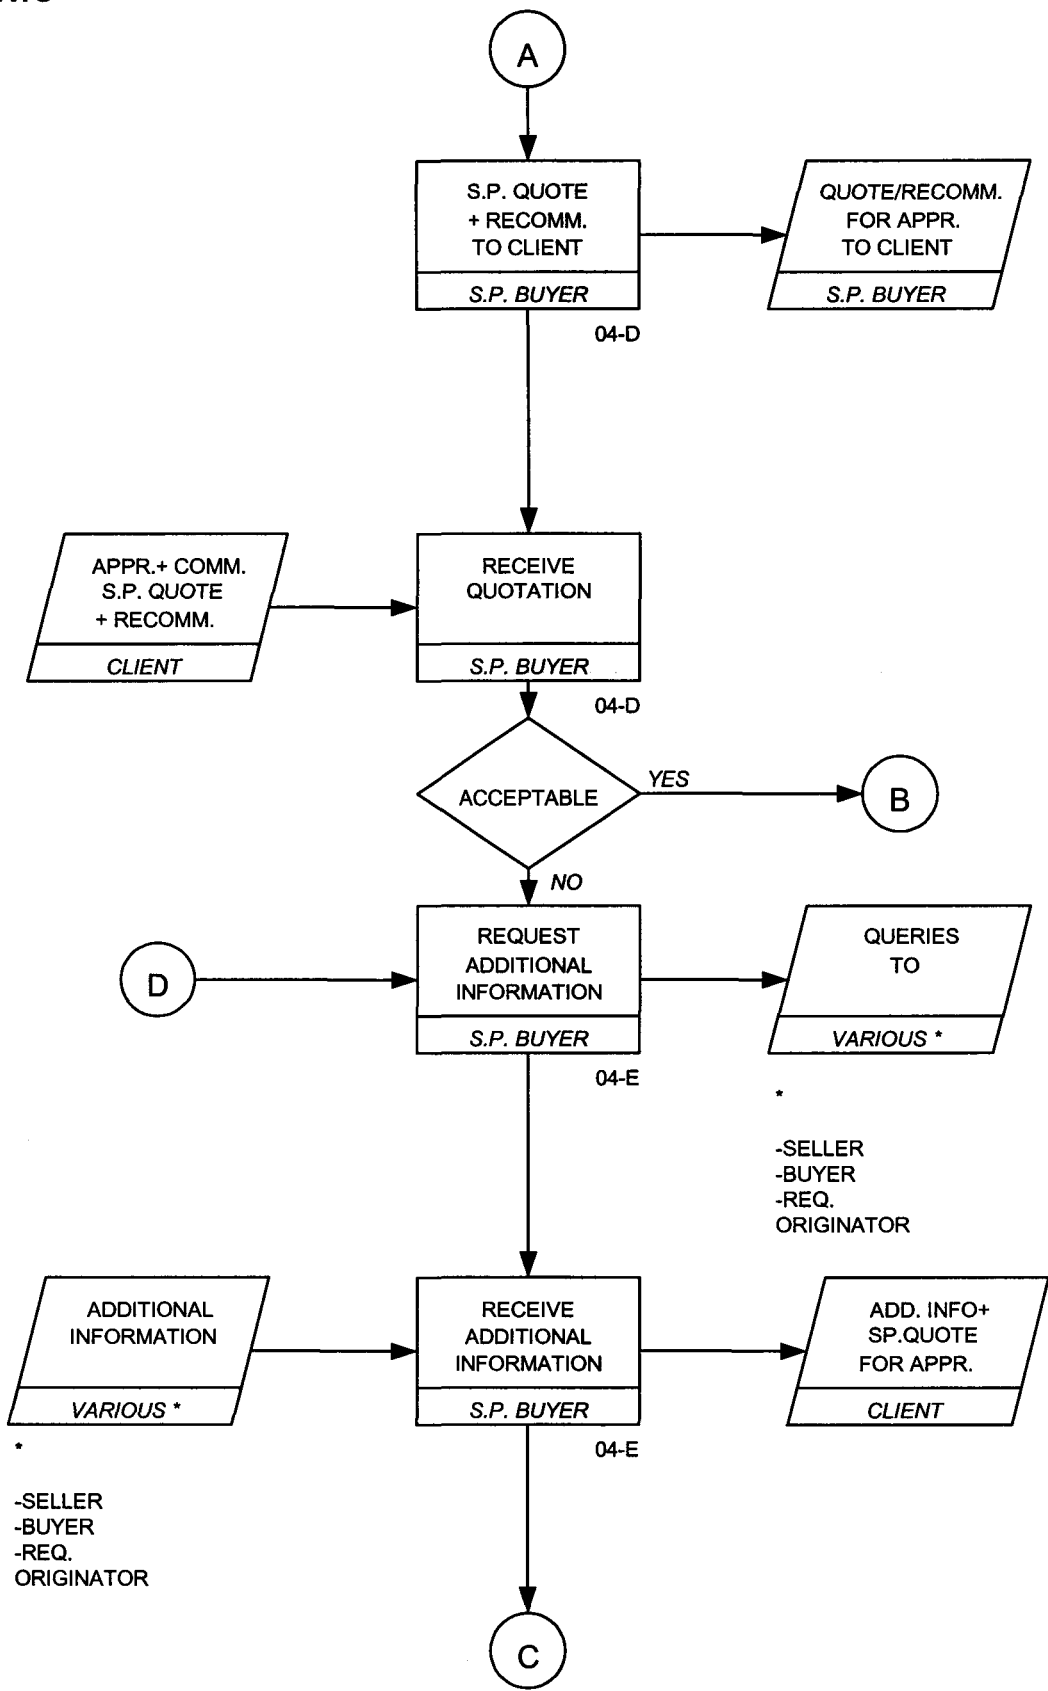 A
S.P. QUOTE
+ RECOMM.
TO CLIENT
S.P. BUYER
04-D
QUOTE/RECOMM.
FOR APPR.
TO CLIENT
S.P. BUYER
APPR.+ COMM.
S.P. QUOTE
+ RECOMM.
CLIENT
RECEIVE
QUOTATION
S.P. BUYER
04-D
ACCEPTABLE
YES
B
NO
D
REQUEST
ADDITIONAL
INFORMATION
S.P. BUYER
04-E
QUERIES
TO
VARIOUS *
*
-SELLER
-BUYER
-REQ.
ORIGINATOR
ADDITIONAL
INFORMATION
VARIOUS *
*
-SELLER
-BUYER
-REQ.
ORIGINATOR
RECEIVE
ADDITIONAL
INFORMATION
S.P. BUYER
04-E
ADD. INFO+
SP.QUOTE
FOR APPR.
CLIENT
C